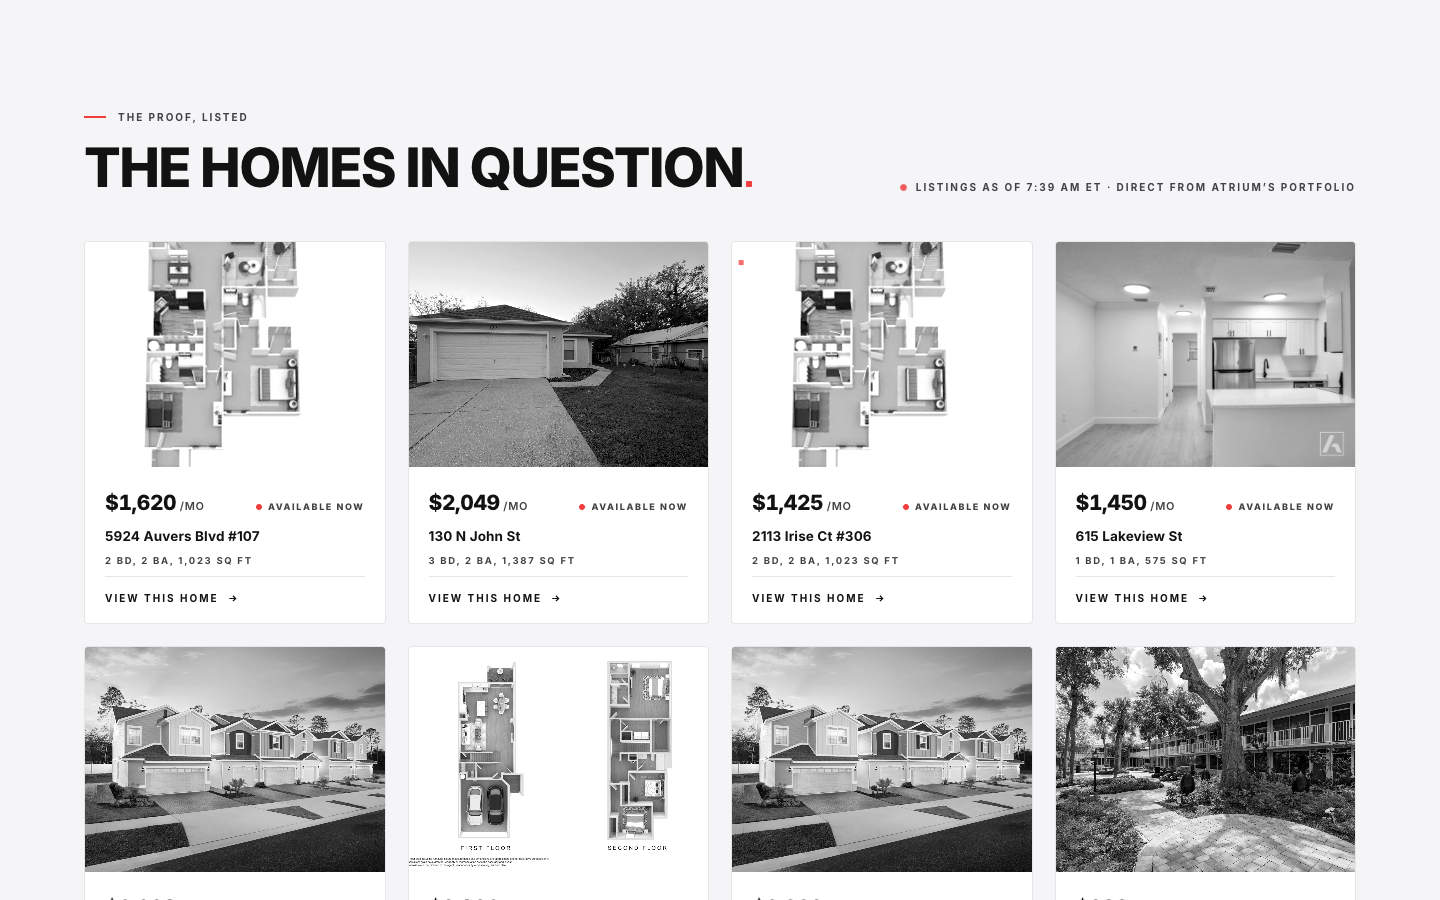 THE PROOF, LISTED
THE HOMES IN QUESTION.
LISTINGS AS OF 7:39 AM ET · DIRECT FROM ATRIUM'S PORTFOLIO
$1,620 /MO
AVAILABLE NOW
5924 Auvers Blvd #107
2 BD, 2 BA, 1,023 SQ FT
VIEW THIS HOME →
$2,049 /MO
AVAILABLE NOW
130 N John St
3 BD, 2 BA, 1,387 SQ FT
VIEW THIS HOME →
$1,425 /MO
AVAILABLE NOW
2113 Irise Ct #306
2 BD, 2 BA, 1,023 SQ FT
VIEW THIS HOME →
$1,450 /MO
AVAILABLE NOW
615 Lakeview St
1 BD, 1 BA, 575 SQ FT
VIEW THIS HOME →
FIRST FLOOR
SECOND FLOOR